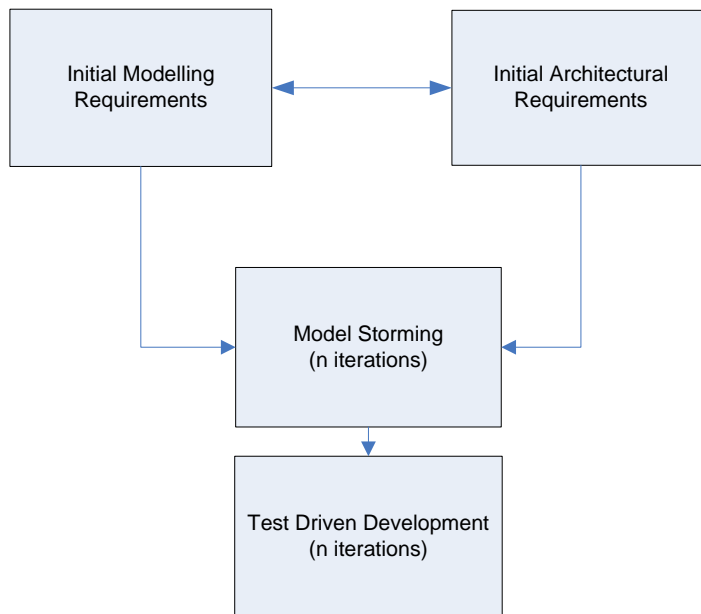 Initial Modelling
Requirements
Initial Architectural
Requirements
Model Storming
(n iterations)
Test Driven Development
(n iterations)